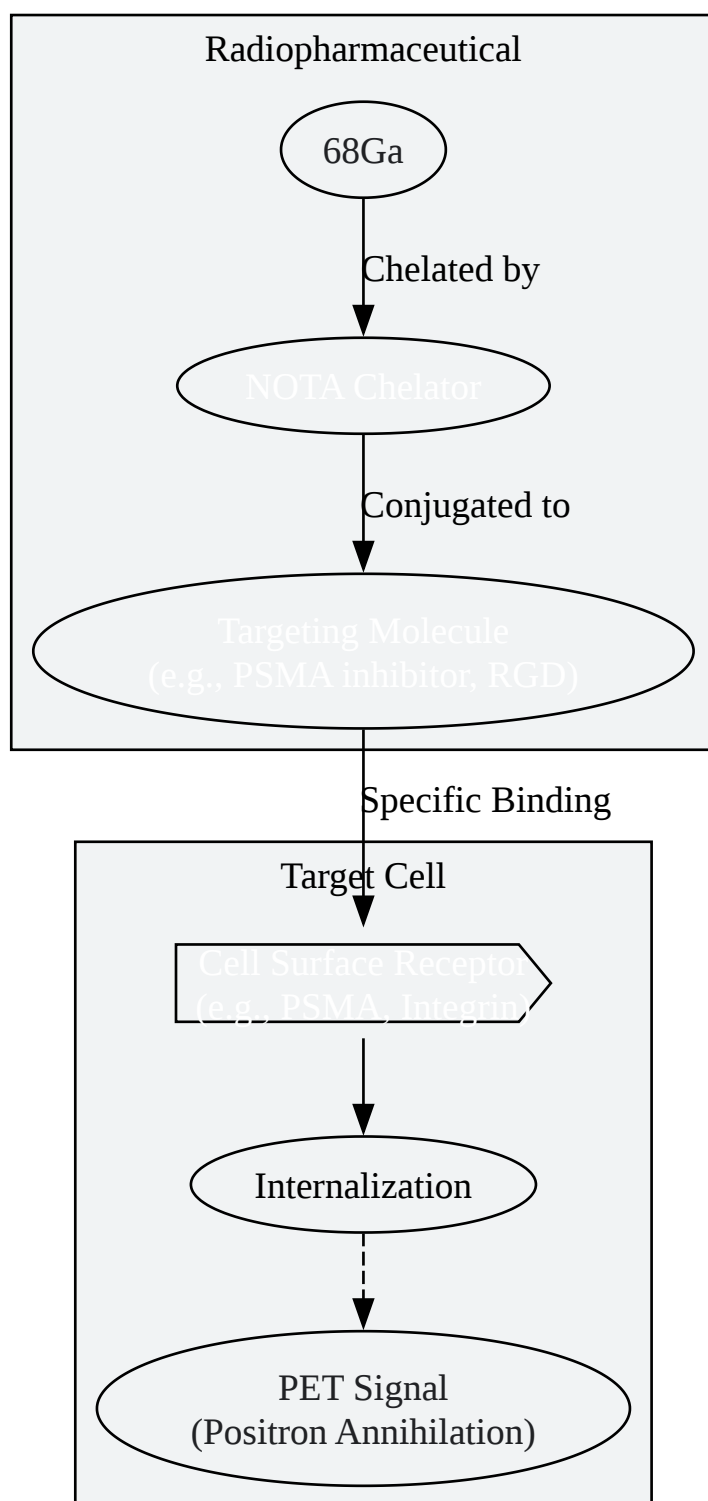 Radiopharmaceutical
68Ga
Chelated by
NOTA Chelator
Conjugated to
Targeting Molecule
(e.g., PSMA inhibitor, RGD)
Specific Binding
Target Cell
Cell Surface Receptor
(e.g., PSMA, Integrin)
Internalization
PET Signal
(Positron Annihilation)